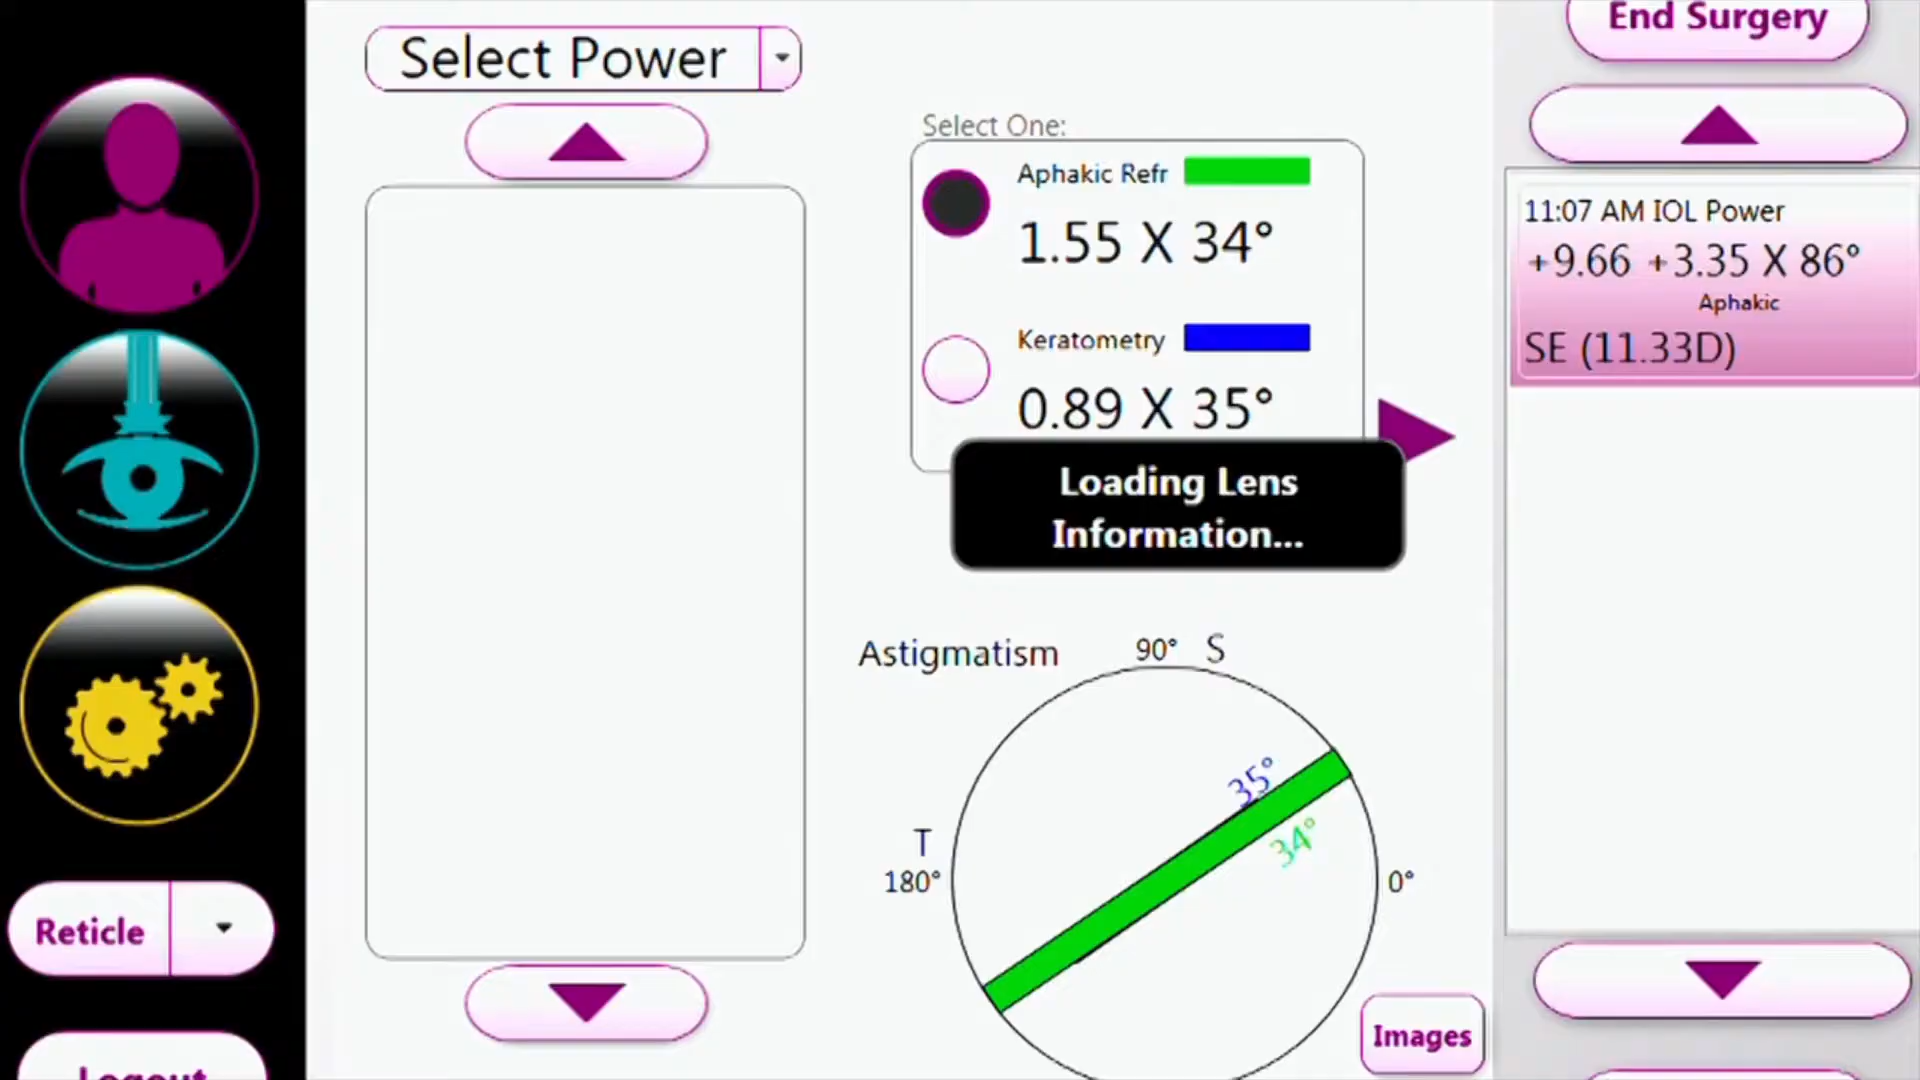 Select Power
End Surgery
Select One:
Aphakic Refr
1.55 X 34°
Keratometry
0.89 X 35°
Loading Lens
Information...
11:07 AM IOL Power
+9.66 +3.35 X 86°
Aphakic
SE (11.33D)
Astigmatism
90° S
35°
34°
T
180°
0°
Reticle
Images
Logout